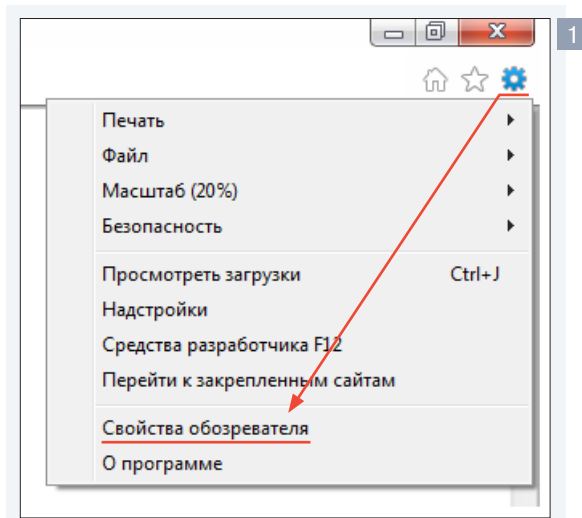 1
Печать
Файл
Масштаб (20%)
Безопасность
Просмотреть загрузки Ctrl+J
Надстройки
Средства разработчика F12
Перейти к закрепленным сайтам
Свойства обозревателя
О программе